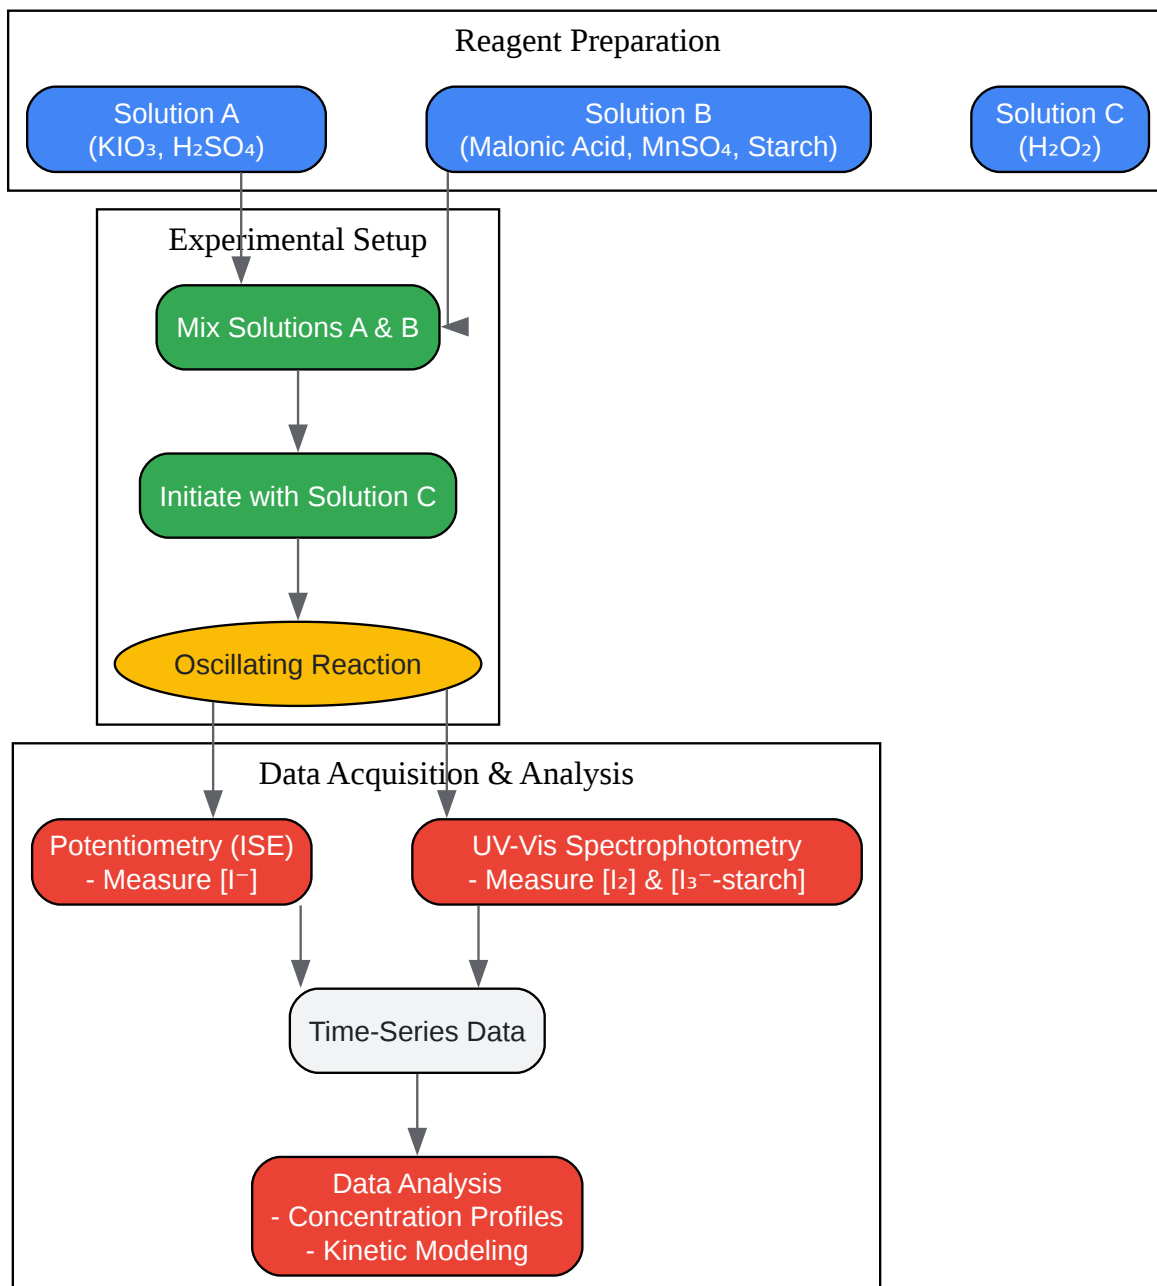 Reagent Preparation
Solution A
(KIO₃, H₂SO₄)
Solution B
(Malonic Acid, MnSO₄, Starch)
Solution C
(H₂O₂)
Experimental Setup
Mix Solutions A & B
Initiate with Solution C
Oscillating Reaction
Data Acquisition & Analysis
Potentiometry (ISE)
- Measure [I⁻]
UV-Vis Spectrophotometry
- Measure [I₂] & [I₃⁻-starch]
Time-Series Data
Data Analysis
- Concentration Profiles
- Kinetic Modeling